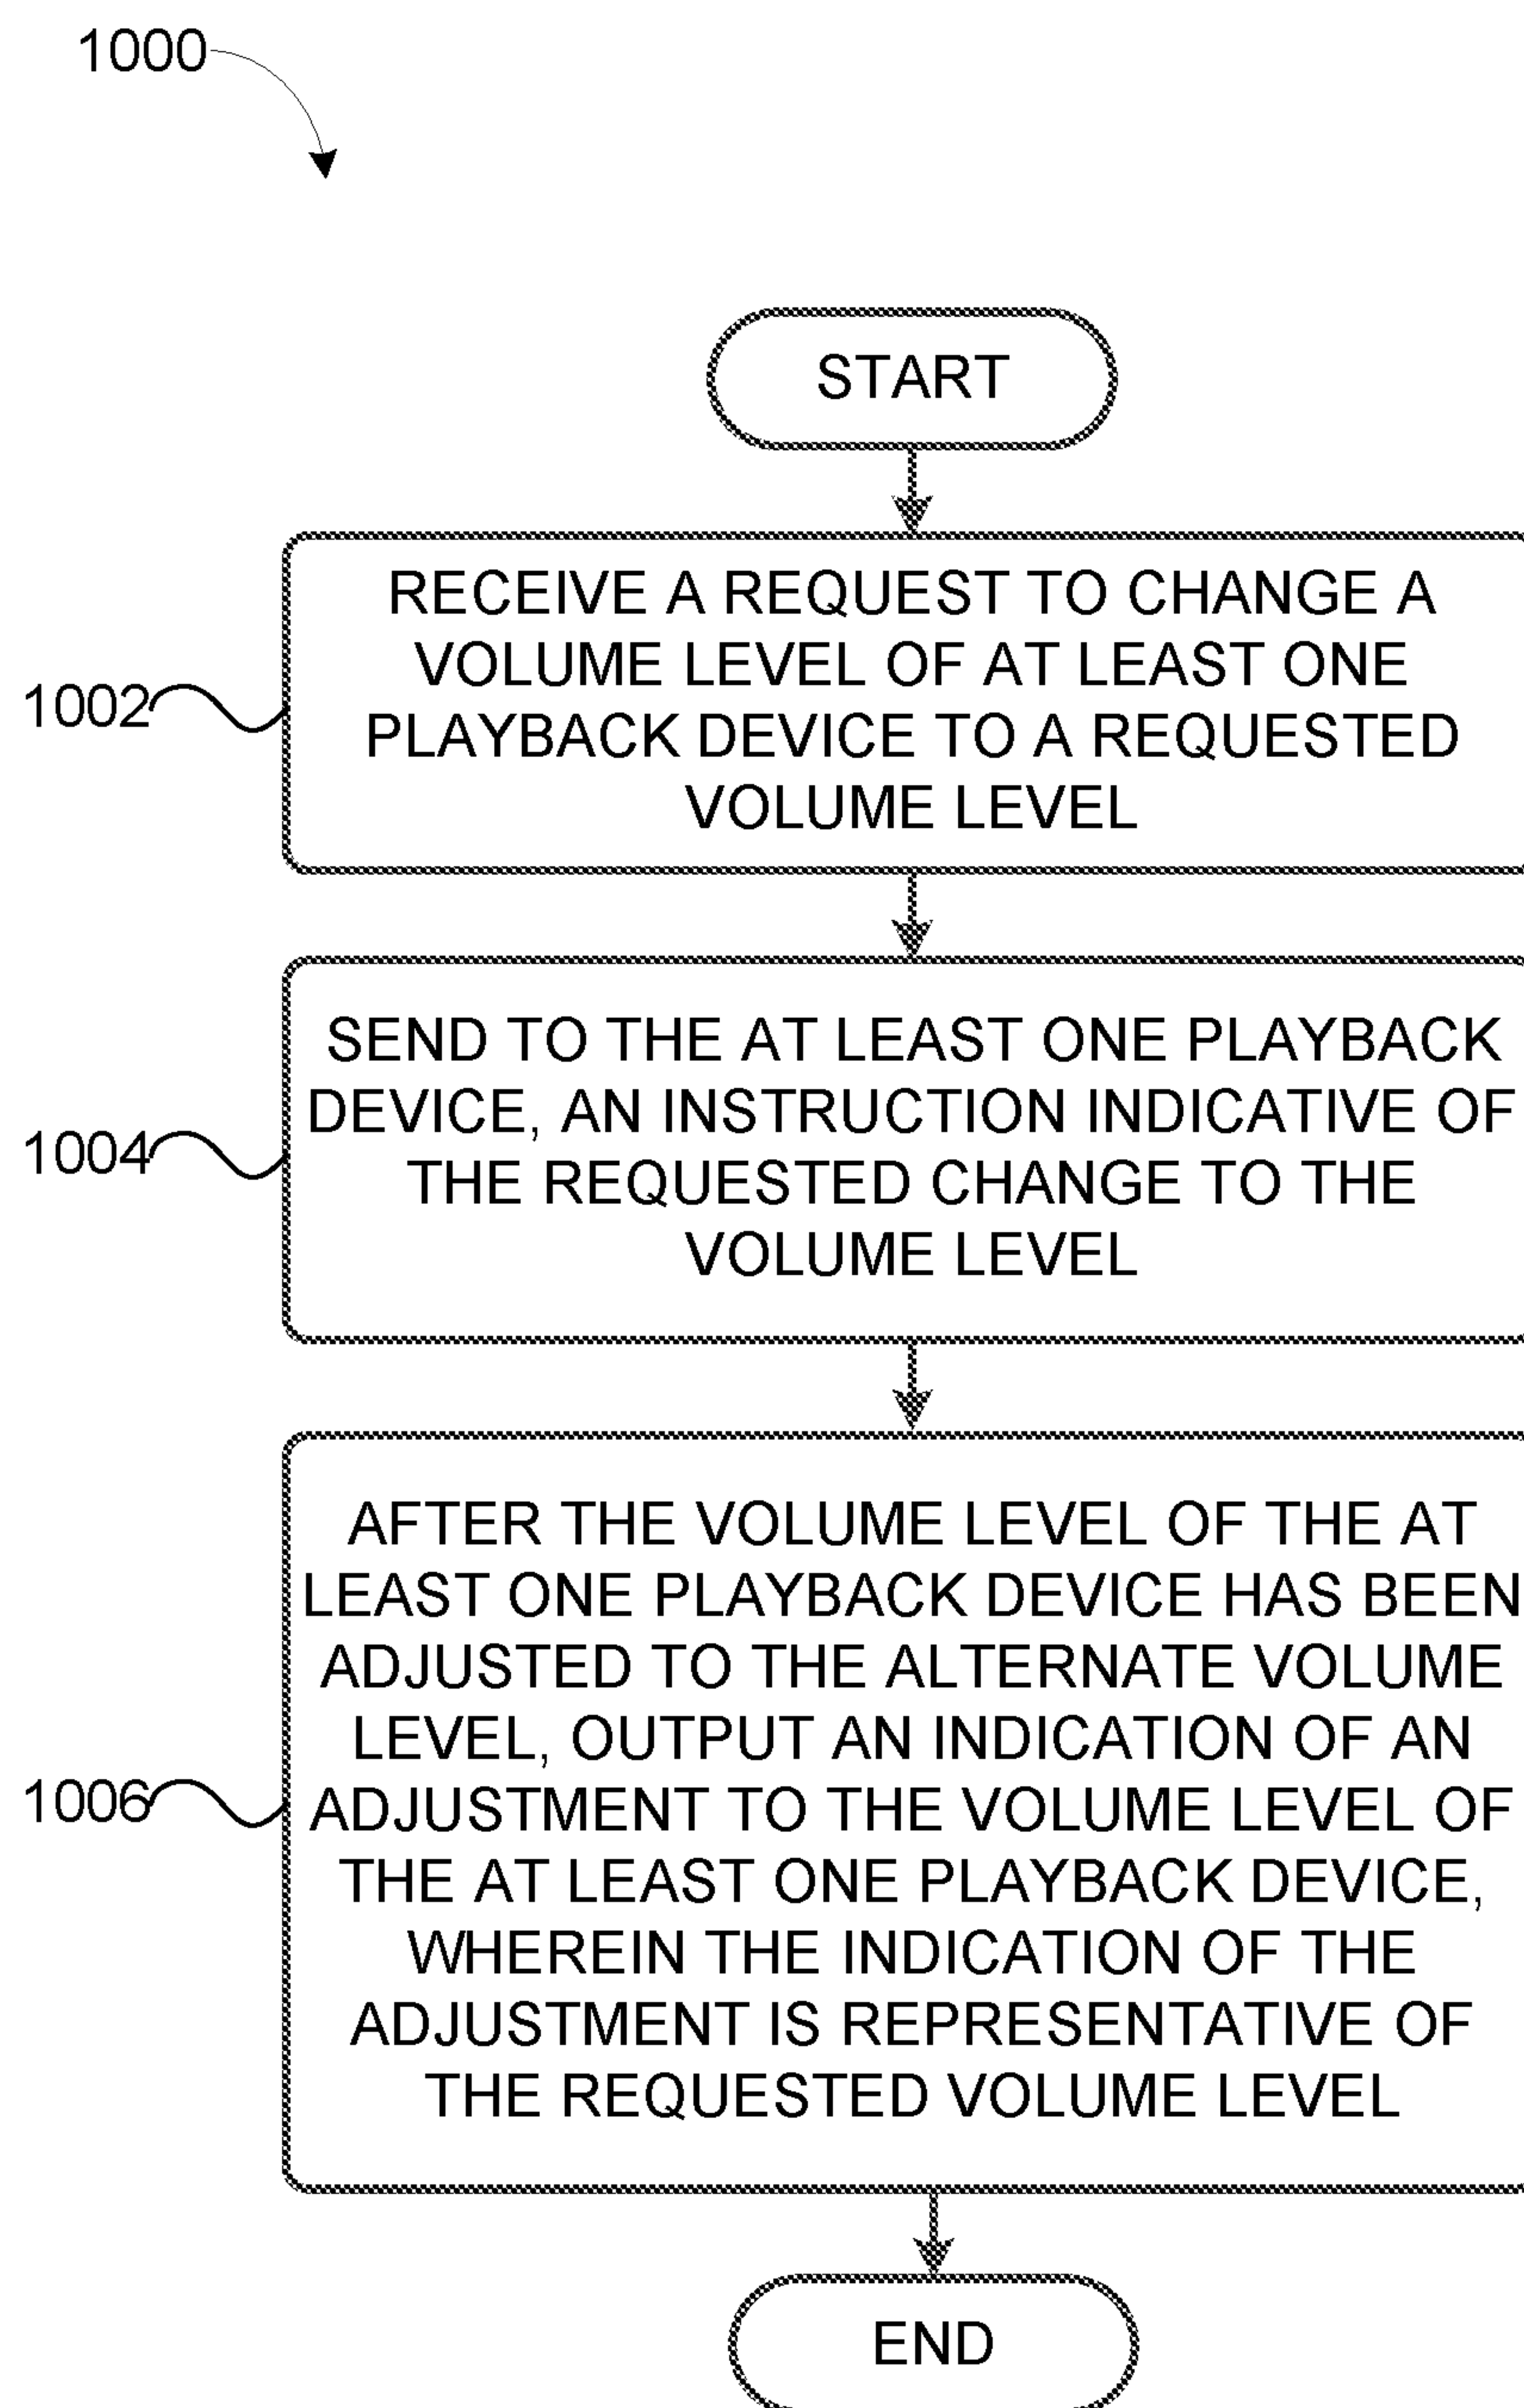 1000
START
1002
RECEIVE A REQUEST TO CHANGE A
VOLUME LEVEL OF AT LEAST ONE
PLAYBACK DEVICE TO A REQUESTED
VOLUME LEVEL
1004
SEND TO THE AT LEAST ONE PLAYBACK
DEVICE, AN INSTRUCTION INDICATIVE OF
THE REQUESTED CHANGE TO THE
VOLUME LEVEL
1006
AFTER THE VOLUME LEVEL OF THE AT
LEAST ONE PLAYBACK DEVICE HAS BEEN
ADJUSTED TO THE ALTERNATE VOLUME
LEVEL, OUTPUT AN INDICATION OF AN
ADJUSTMENT TO THE VOLUME LEVEL OF
THE AT LEAST ONE PLAYBACK DEVICE,
WHEREIN THE INDICATION OF THE
ADJUSTMENT IS REPRESENTATIVE OF
THE REQUESTED VOLUME LEVEL
END